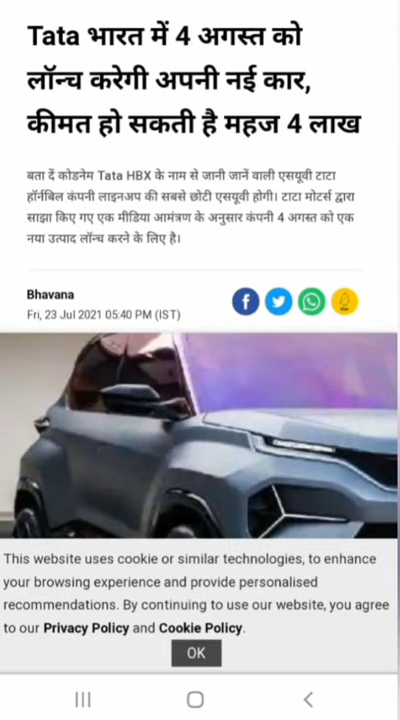 Tata भारत में 4 अगस्त को
लॉन्च करेगी अपनी नई कार,
कीमत हो सकती है महज 4 लाख
बता दें कोडनेम Tata HBX के नाम से जानी जानें वाली एसयूवी टाटा
हॉर्नबिल कंपनी लाइनअप की सबसे छोटी एसयूवी होगी। टाटा मोटर्स द्वारा
साझा किए गए एक मीडिया आमंत्रण के अनुसार कंपनी 4 अगस्त को एक
नया उत्पाद लॉन्च करने के लिए है।
Bhavana
Fri, 23 Jul 2021 05:40 PM (IST)
This website uses cookie or similar technologies, to enhance
your browsing experience and provide personalised
recommendations. By continuing to use our website, you agree
to our Privacy Policy and Cookie Policy.
OK